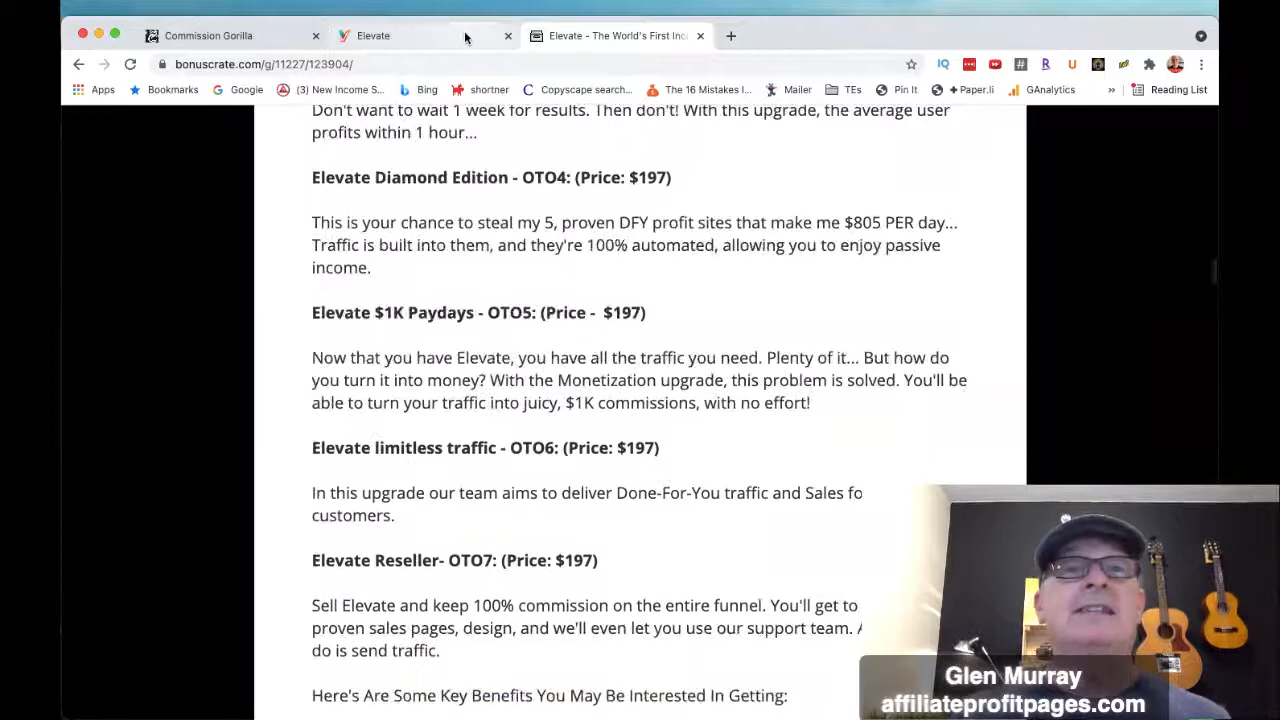 Commission Gorilla
Elevate
Elevate - The World's First Inc
bonuscrate.com/g/11227/123904/
Apps
Bookmarks
Google
(3) New Income S...
Bing
shortner
Copyscape search...
The 16 Mistakes I...
Mailer
TEs
Pin It
+ Paper.li
GAnalytics
»
Reading List
Don't want to wait 1 week for results. Then don't! With this upgrade, the average user
profits within 1 hour...
Elevate Diamond Edition - OTO4: (Price: $197)
This is your chance to steal my 5, proven DFY profit sites that make me $805 PER day...
Traffic is built into them, and they're 100% automated, allowing you to enjoy passive
income.
Elevate $1K Paydays - OTO5: (Price - $197)
Now that you have Elevate, you have all the traffic you need. Plenty of it... But how do
you turn it into money? With the Monetization upgrade, this problem is solved. You'll be
able to turn your traffic into juicy, $1K commissions, with no effort!
Elevate limitless traffic - OTO6: (Price: $197)
In this upgrade our team aims to deliver Done-For-You traffic and Sales fo
customers.
Elevate Reseller- OTO7: (Price: $197)
Sell Elevate and keep 100% commission on the entire funnel. You'll get to
proven sales pages, design, and we'll even let you use our support team. A
do is send traffic.
Here's Are Some Key Benefits You May Be Interested In Getting:
Glen Murray
affiliateprofitpages.com